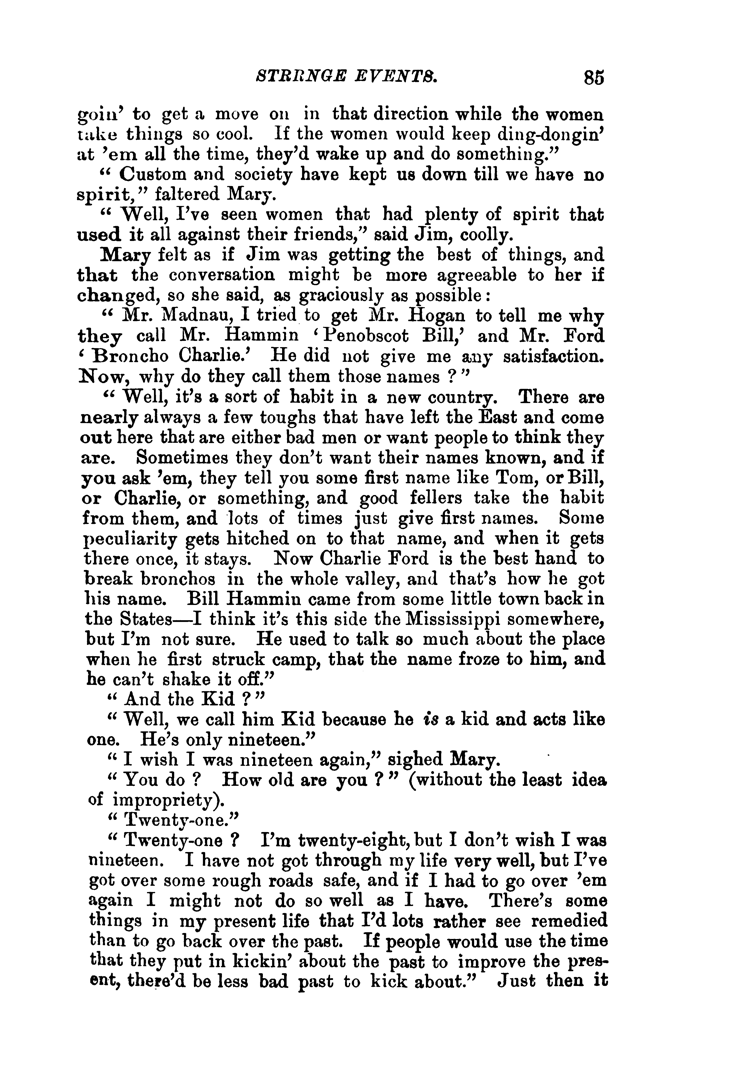 STRRNGE EVENTS. 85
goin’ to get a move on in that direction while the women
take things so cool. If the women would keep ding-dongin’
at ’em all the time, they’d wake up and do something.”
“ Custom and society have kept us down till we have no
spirit,” faltered Mary.
“ Well, I’ve seen women that had plenty of spirit that
used it all against their friends,” said Jim, coolly.
Mary felt as if Jim was getting the best of things, and
that the conversation might be more agreeable to her if
changed, so she said, as graciously as possible :
“ Mr. Madnau, I tried to get Mr. Hogan to tell me why
they call Mr. Hammin ‘ Penobscot Bill,’ and Mr. Ford
‘ Broncho Charlie.’ He did not give me any satisfaction.
Now, why do they call them those names ? ”
“ Well, it’s a sort of habit in a new country. There are
nearly always a few toughs that have left the East and come
out here that are either bad men or want people to think they
are. Sometimes they don’t want their names known, and if
you ask ’em, they tell you some first name like Tom, or Bill,
or Charlie, or something, and good fellers take the habit
from them, and lots of times just give first names. Some
peculiarity gets hitched on to that name, and when it gets
there once, it stays. Now Charlie Ford is the best hand to
break bronchos in the whole valley, and that’s how he got
his name. Bill Hammin came from some little town back in
the States—I think it’s this side the Mississippi somewhere,
but I’m not sure. He used to talk so much about the place
when he first struck camp, that the name froze to him, and
he can’t shake it off.”
“ And the Kid ? ”
“ Well, we call him Kid because he is a kid and acts like
one. He’s only nineteen.”
“ I wish I was nineteen again,” sighed Mary.
“ You do ? How old are you ? ” (without the least idea
of impropriety).
“ Twenty-one.”
“ Twenty-one ? I’m twenty-eight, but I don’t wish I was
nineteen. I have not got through my life very well, but I’ve
got over some rough roads safe, and if I had to go over ’em
again I might not do so well as I have. There’s some
things in my present life that I’d lots rather see remedied
than to go back over the past. If people would use the time
that they put in kickin’ about the past to improve the pres-
ent, there’d be less bad past to kick about.” Just then it